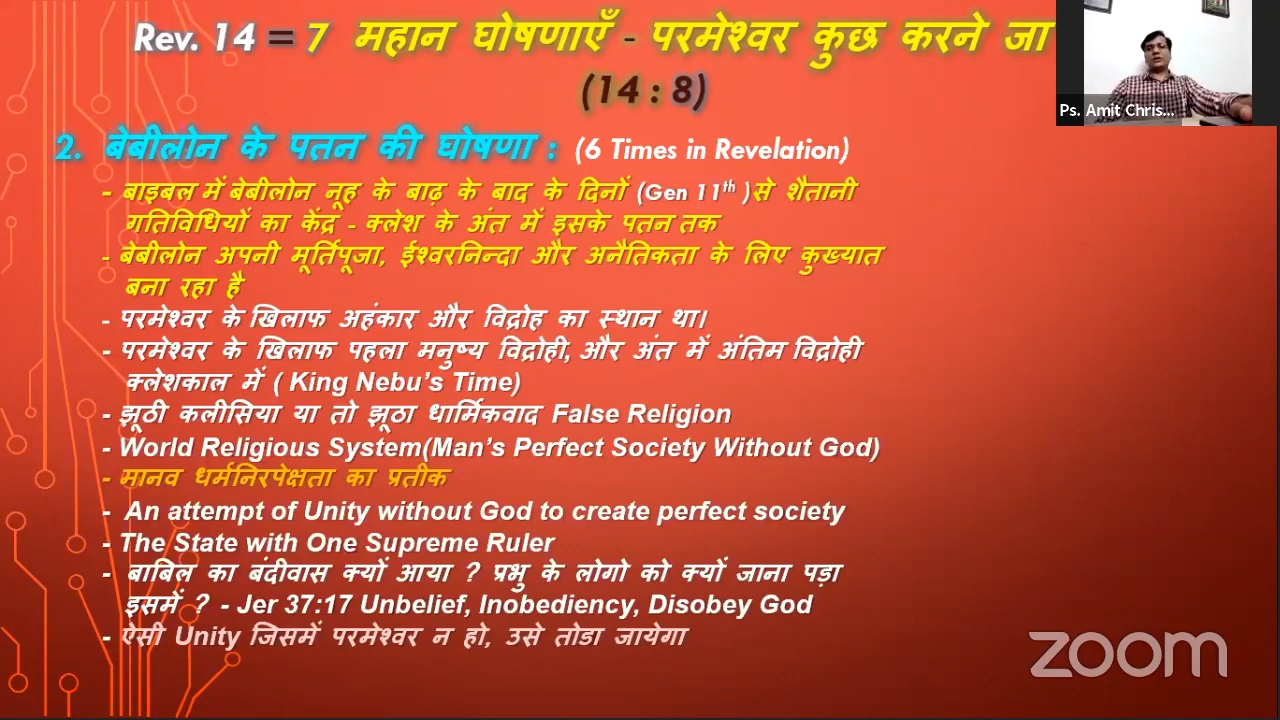 Rev. 14 = 7 महान घोषणाएँ - परमेश्वर कुछ करने जा
(14 : 8)
Ps. Amit Chris...
2. बेबीलोन के पतन की घोषणा : (6 Times in Revelation)
- बाइबल में बेबीलोन नूह के बाढ़ के बाद के दिनों (Gen 11th )से शैतानी
गतिविधियों का केंद्र - क्लेश के अंत में इसके पतन तक
- बेबीलोन अपनी मूर्तिपूजा, ईश्वरनिन्दा और अनैतिकता के लिए कुख्यात
बना रहा है
- परमेश्वर के खिलाफ अहंकार और विद्रोह का स्थान था।
- परमेश्वर के खिलाफ पहला मनुष्य विद्रोही, और अंत में अंतिम विद्रोही
क्लेशकाल में ( King Nebu's Time)
- झूठी कलीसिया या तो झूठा धार्मिकवाद False Religion
- World Religious System(Man's Perfect Society Without God)
- मानव धर्मनिरपेक्षता का प्रतीक
- An attempt of Unity without God to create perfect society
- The State with One Supreme Ruler
- बाबिल का बंदीवास क्यों आया ? प्रभु के लोगो को क्यों जाना पड़ा
इसमें ? - Jer 37:17 Unbelief, Inobediency, Disobey God
- ऐसी Unity जिसमें परमेश्वर न हो, उसे तोडा जायेगा
zoom